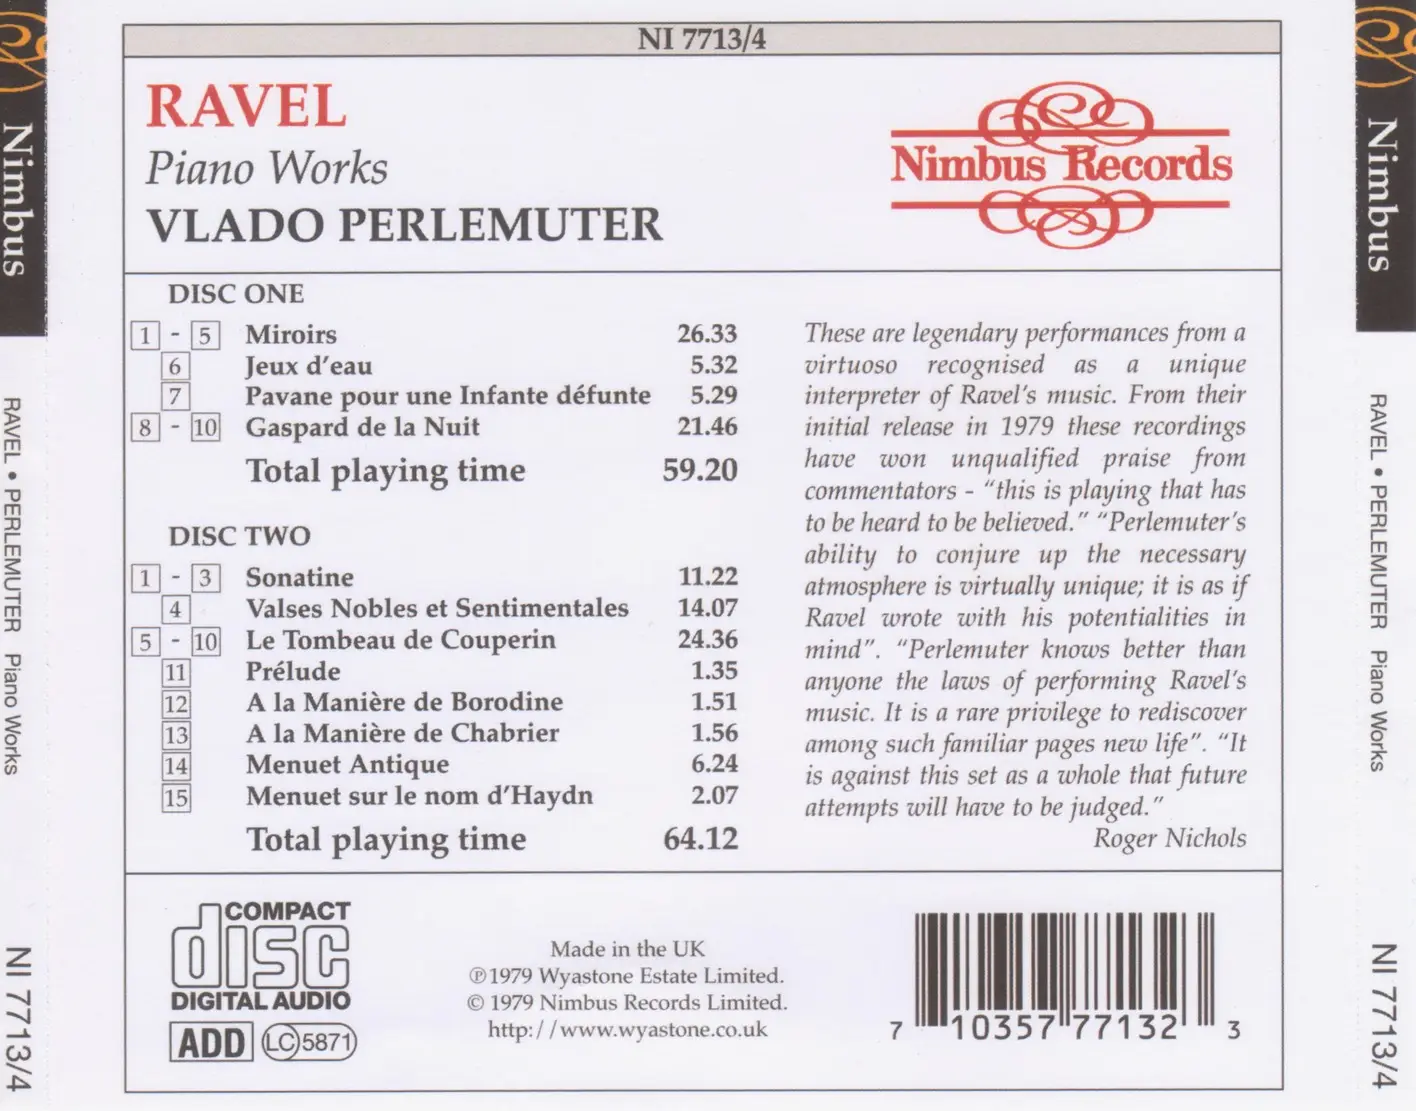 NI 7713/4
RAVEL
Piano Works
VLADO PERLEMUTER
Nimbus Records
DISC ONE
1 - 5 Miroirs 26.33
6 Jeux d'eau 5.32
7 Pavane pour une Infante défunte 5.29
8 - 10 Gaspard de la Nuit 21.46
Total playing time 59.20
DISC TWO
1 - 3 Sonatine 11.22
4 Valses Nobles et Sentimentales 14.07
5 - 10 Le Tombeau de Couperin 24.36
11 Prélude 1.35
12 A la Manière de Borodine 1.51
13 A la Manière de Chabrier 1.56
14 Menuet Antique 6.24
15 Menuet sur le nom d'Haydn 2.07
Total playing time 64.12
These are legendary performances from a
virtuoso recognised as a unique
interpreter of Ravel's music. From their
initial release in 1979 these recordings
have won unqualified praise from
commentators - "this is playing that has
to be heard to be believed." "Perlemuter's
ability to conjure up the necessary
atmosphere is virtually unique; it is as if
Ravel wrote with his potentialities in
mind". "Perlemuter knows better than
anyone the laws of performing Ravel's
music. It is a rare privilege to rediscover
among such familiar pages new life". "It
is against this set as a whole that future
attempts will have to be judged."
Roger Nichols
COMPACT
disc
DIGITAL AUDIO
ADD LC 5871
Made in the UK
℗1979 Wyastone Estate Limited.
© 1979 Nimbus Records Limited.
http://www.wyastone.co.uk
7 10357 77132 3
Nimbus
RAVEL • PERLEMUTER Piano Works
NI 7713/4
Nimbus
RAVEL • PERLEMUTER Piano Works
NI 7713/4